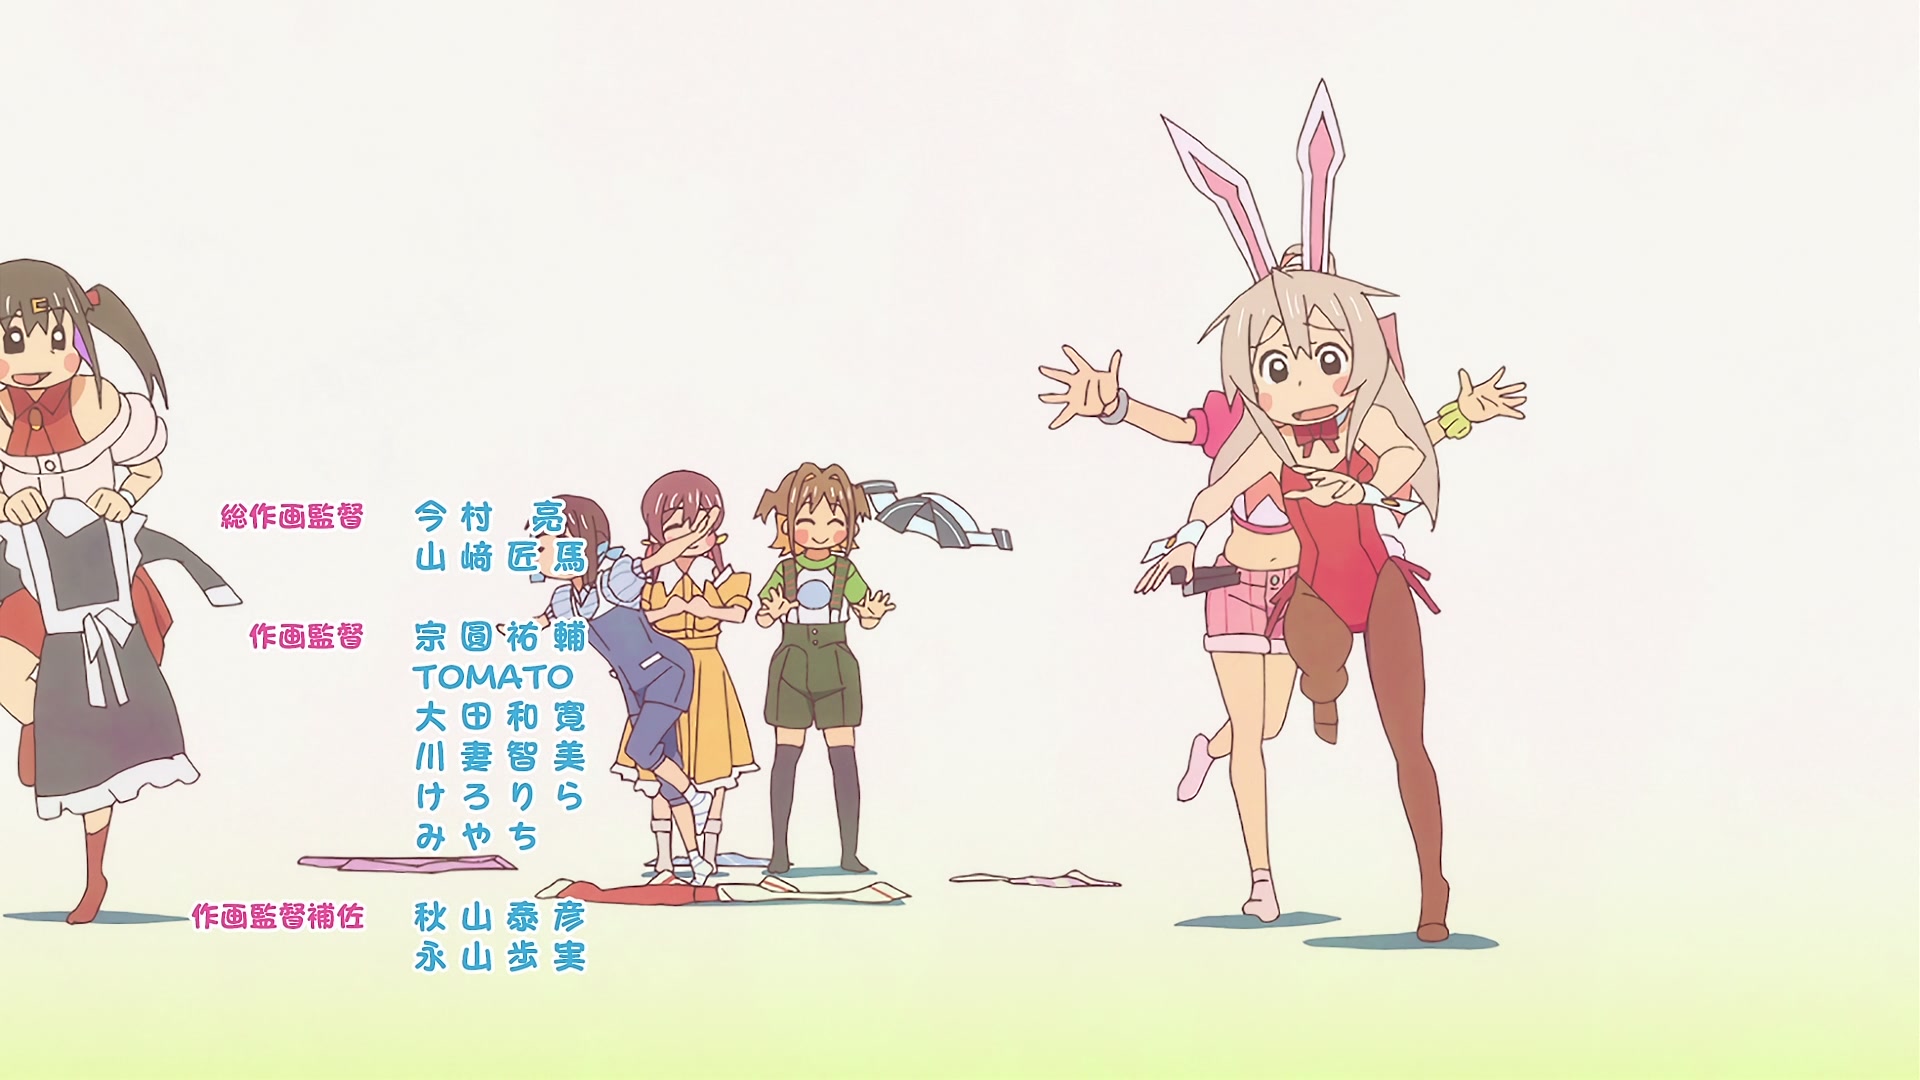 総作画監督 今村 亮
山﨑匠馬
作画監督 宗圓祐輔
TOMATO
大田和寛
川妻智美
けろりら
みやち
作画監督補佐 秋山泰彦
永山歩実